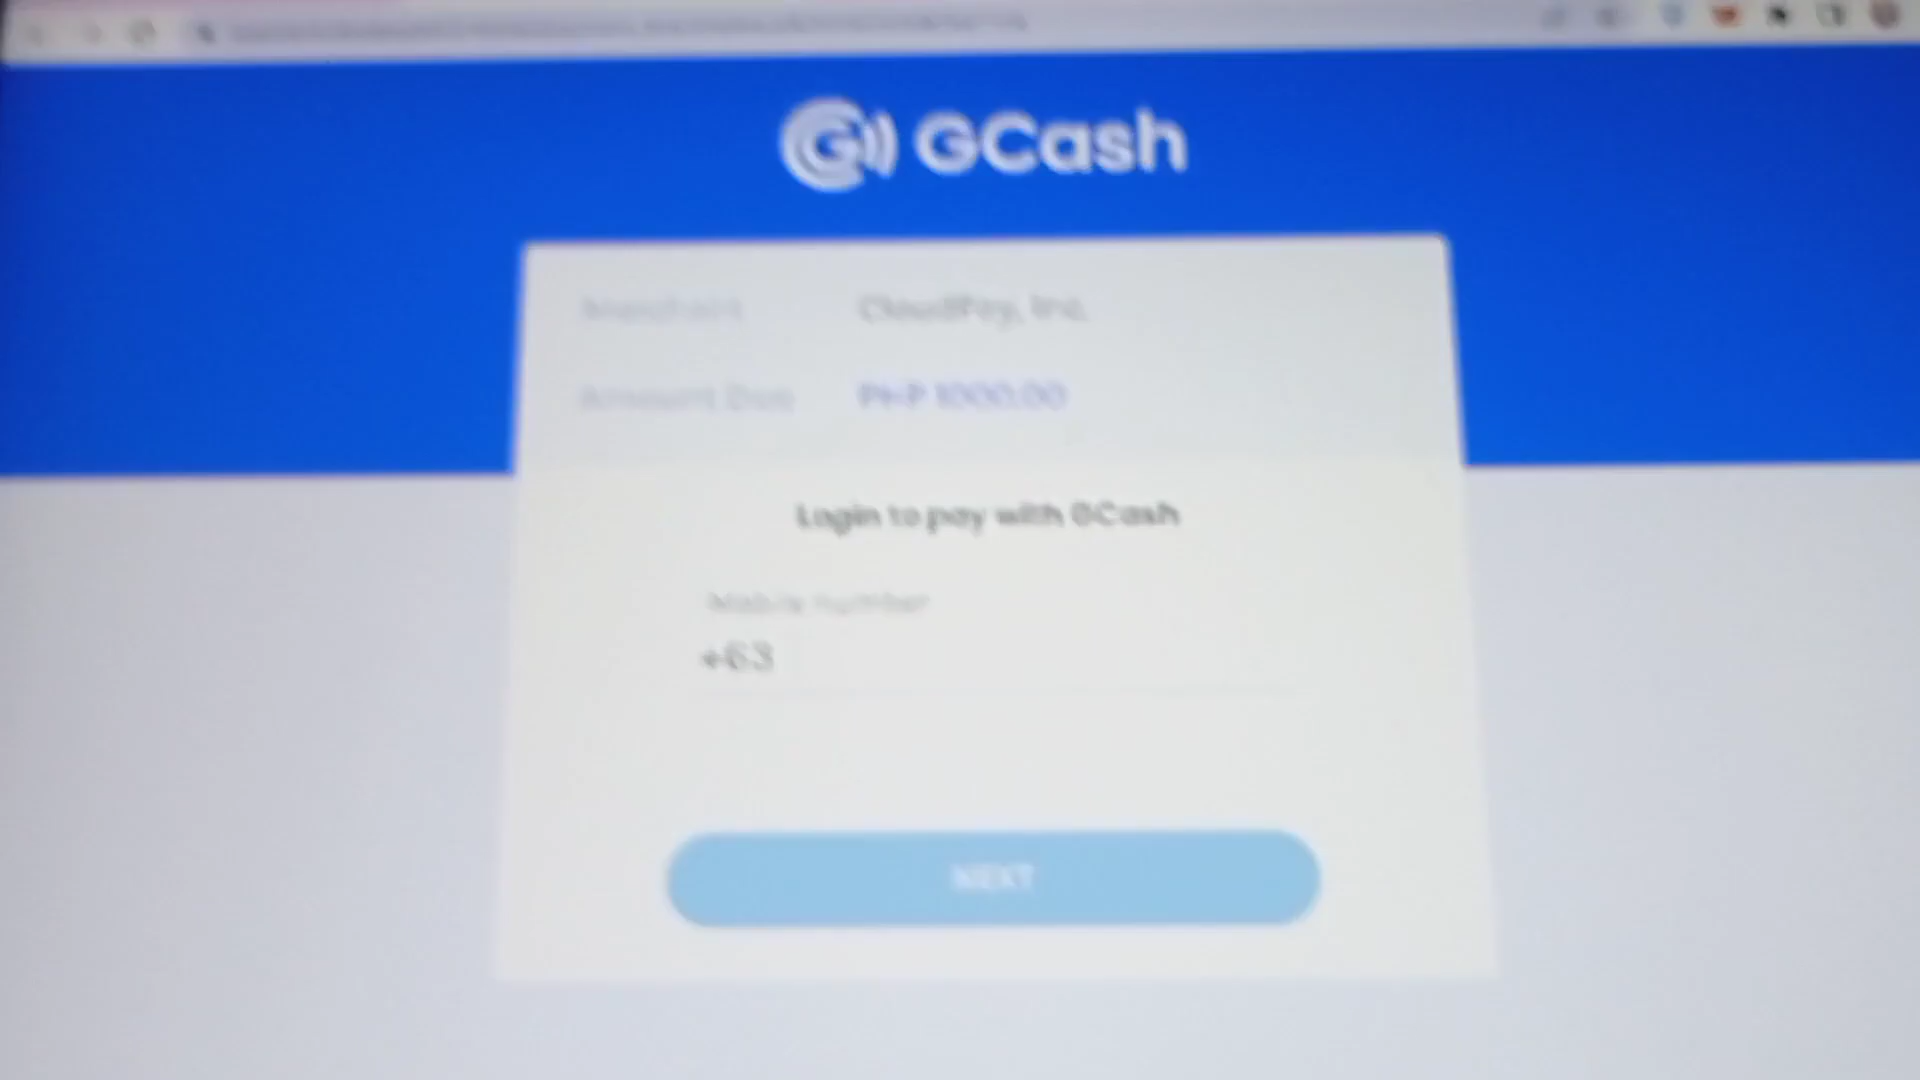 GCash
Merchant CloudPay, Inc.
Amount Due PHP 1000.00
Login to pay with GCash
Mobile number
+63
NEXT